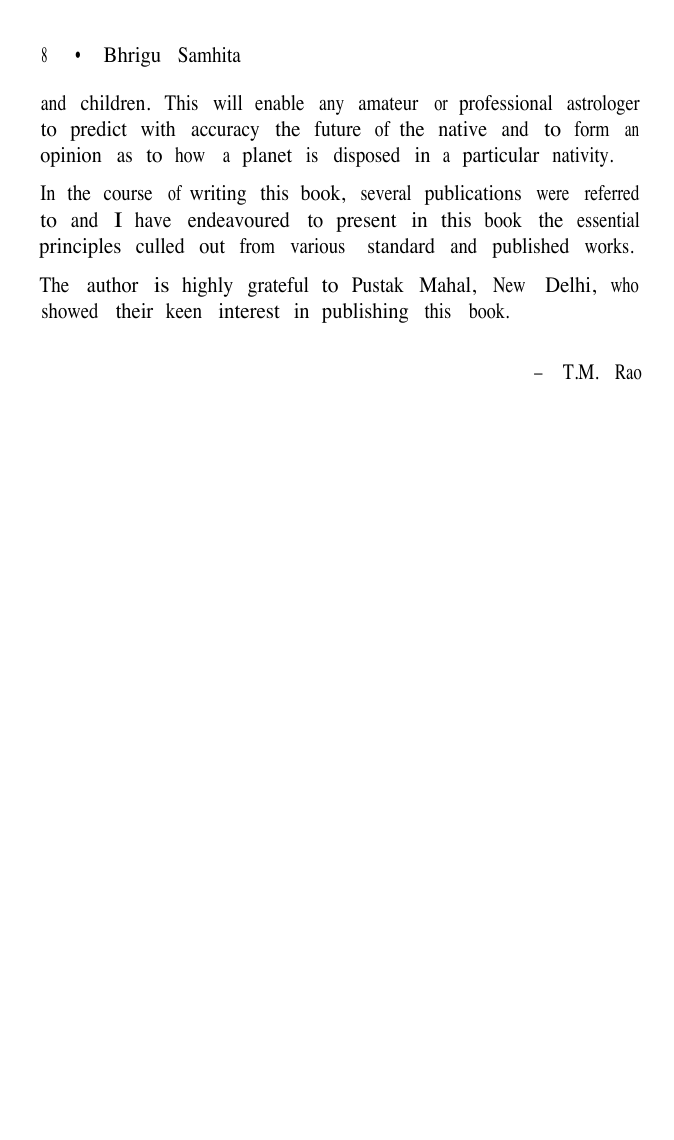 8 • Bhrigu Samhita
and children. This will enable any amateur or professional astrologer
to predict with accuracy the future of the native and to form an
opinion as to how a planet is disposed in a particular nativity.
In the course of writing this book, several publications were referred
to and I have endeavoured to present in this book the essential
principles culled out from various standard and published works.
The author is highly grateful to Pustak Mahal, New Delhi, who
showed their keen interest in publishing this book.
– T.M. Rao